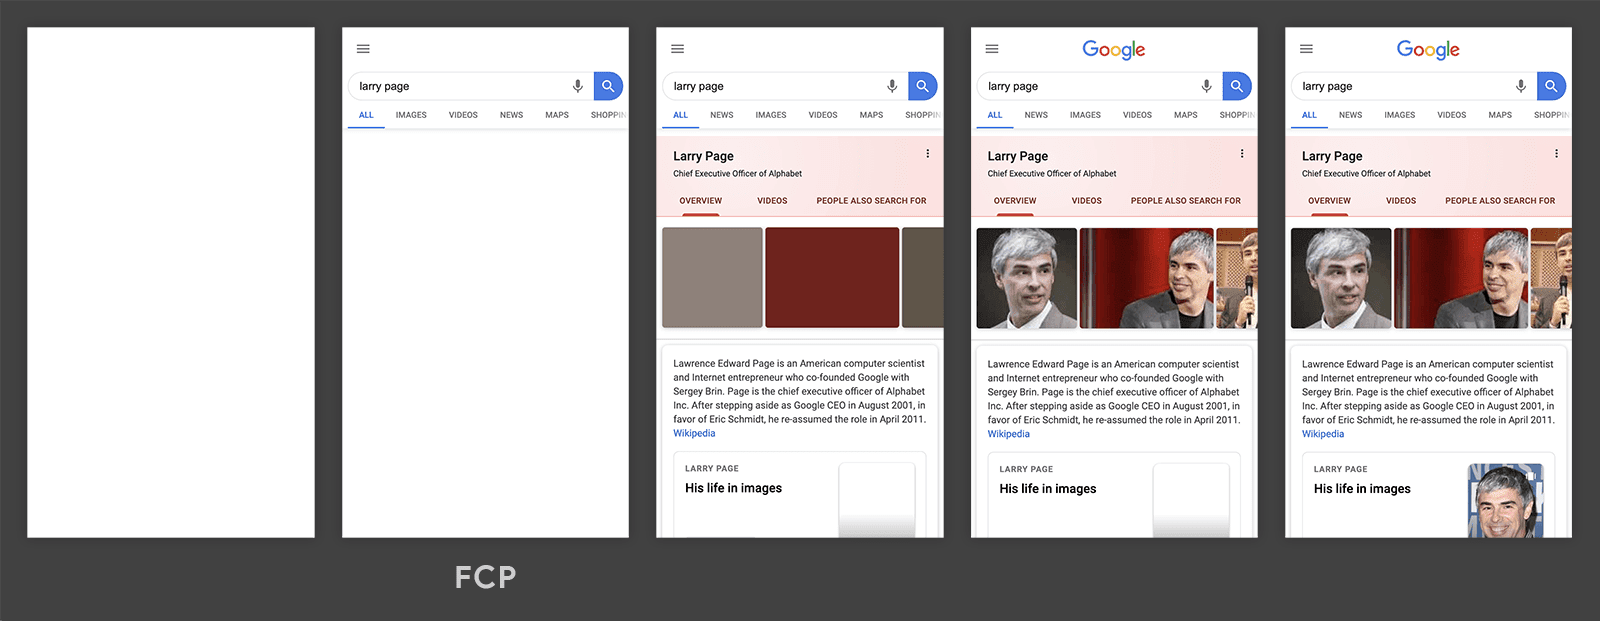 larry page
ALL IMAGES VIDEOS NEWS MAPS SHOPPIN
FCP
larry page
ALL NEWS IMAGES VIDEOS MAPS SHOPPIN
Larry Page
Chief Executive Officer of Alphabet
OVERVIEW VIDEOS PEOPLE ALSO SEARCH FOR
Lawrence Edward Page is an American computer scientist
and Internet entrepreneur who co-founded Google with
Sergey Brin. Page is the chief executive officer of Alphabet
Inc. After stepping aside as Google CEO in August 2001, in
favor of Eric Schmidt, he re-assumed the role in April 2011.
Wikipedia
LARRY PAGE
His life in images
Google
larry page
ALL NEWS IMAGES VIDEOS MAPS SHOPPIN
Larry Page
Chief Executive Officer of Alphabet
OVERVIEW VIDEOS PEOPLE ALSO SEARCH FOR
Lawrence Edward Page is an American computer scientist
and Internet entrepreneur who co-founded Google with
Sergey Brin. Page is the chief executive officer of Alphabet
Inc. After stepping aside as Google CEO in August 2001, in
favor of Eric Schmidt, he re-assumed the role in April 2011.
Wikipedia
LARRY PAGE
His life in images
Google
larry page
ALL NEWS IMAGES VIDEOS MAPS SHOPPIN
Larry Page
Chief Executive Officer of Alphabet
OVERVIEW VIDEOS PEOPLE ALSO SEARCH FOR
Lawrence Edward Page is an American computer scientist
and Internet entrepreneur who co-founded Google with
Sergey Brin. Page is the chief executive officer of Alphabet
Inc. After stepping aside as Google CEO in August 2001, in
favor of Eric Schmidt, he re-assumed the role in April 2011.
Wikipedia
LARRY PAGE
His life in images